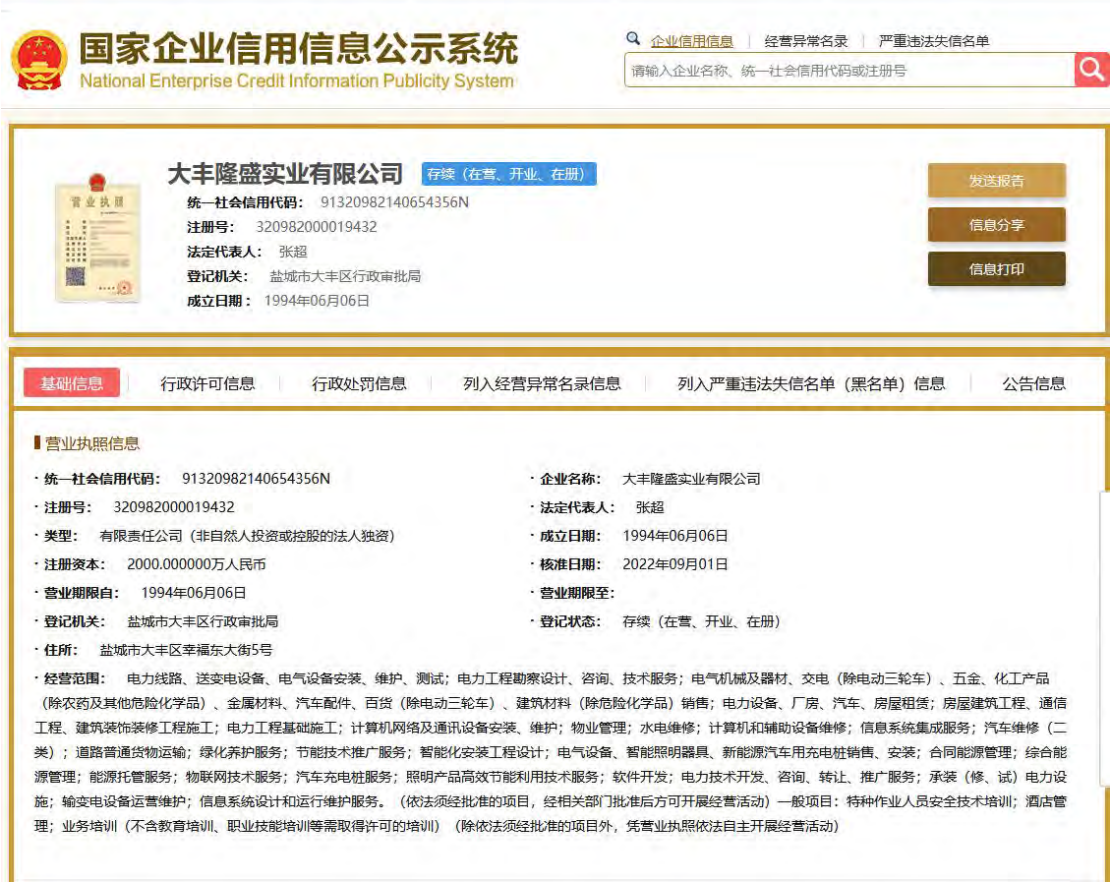 国家企业信用信息公示系统
National Enterprise Credit Information Publicity System
企业信用信息 经营异常名录 严重违法失信名单
请输入企业名称、统一社会信用代码或注册号
大丰隆盛实业有限公司 存续（在营、开业、在册）
营业执照
统一社会信用代码： 91320982140654356N
注册号： 320982000019432
法定代表人： 张超
登记机关： 盐城市大丰区行政审批局
成立日期： 1994年06月06日
发送报告
信息分享
信息打印
基础信息 行政许可信息 行政处罚信息 列入经营异常名录信息 列入严重违法失信名单（黑名单）信息 公告信息
营业执照信息
· 统一社会信用代码： 91320982140654356N · 企业名称： 大丰隆盛实业有限公司
· 注册号： 320982000019432 · 法定代表人： 张超
· 类型： 有限责任公司（非自然人投资或控股的法人独资） · 成立日期： 1994年06月06日
· 注册资本： 2000.000000万人民币 · 核准日期： 2022年09月01日
· 营业期限自： 1994年06月06日 · 营业期限至：
· 登记机关： 盐城市大丰区行政审批局 · 登记状态： 存续（在营、开业、在册）
· 住所： 盐城市大丰区幸福东大街5号
· 经营范围： 电力线路、送变电设备、电气设备安装、维护、测试；电力工程勘察设计、咨询、技术服务；电气机械及器材、交电（除电动三轮车）、五金、化工产品
（除农药及其他危险化学品）、金属材料、汽车配件、百货（除电动三轮车）、建筑材料（除危险化学品）销售；电力设备、厂房、汽车、房屋租赁；房屋建筑工程、通信
工程、建筑装饰装修工程施工；电力工程基础施工；计算机网络及通讯设备安装、维护；物业管理；水电维修；计算机和辅助设备维修；信息系统集成服务；汽车维修（二
类）；道路普通货物运输；绿化养护服务；节能技术推广服务；智能化安装工程设计；电气设备、智能照明器具、新能源汽车用充电桩销售、安装；合同能源管理；综合能
源管理；能源托管服务；物联网技术服务；汽车充电桩服务；照明产品高效节能利用技术服务；软件开发；电力技术开发、咨询、转让、推广服务；承装（修、试）电力设
施；输变电设备运营维护；信息系统设计和运行维护服务。（依法须经批准的项目，经相关部门批准后方可开展经营活动）一般项目：特种作业人员安全技术培训；酒店管
理；业务培训（不含教育培训、职业技能培训等需取得许可的培训）（除依法须经批准的项目外，凭营业执照依法自主开展经营活动）